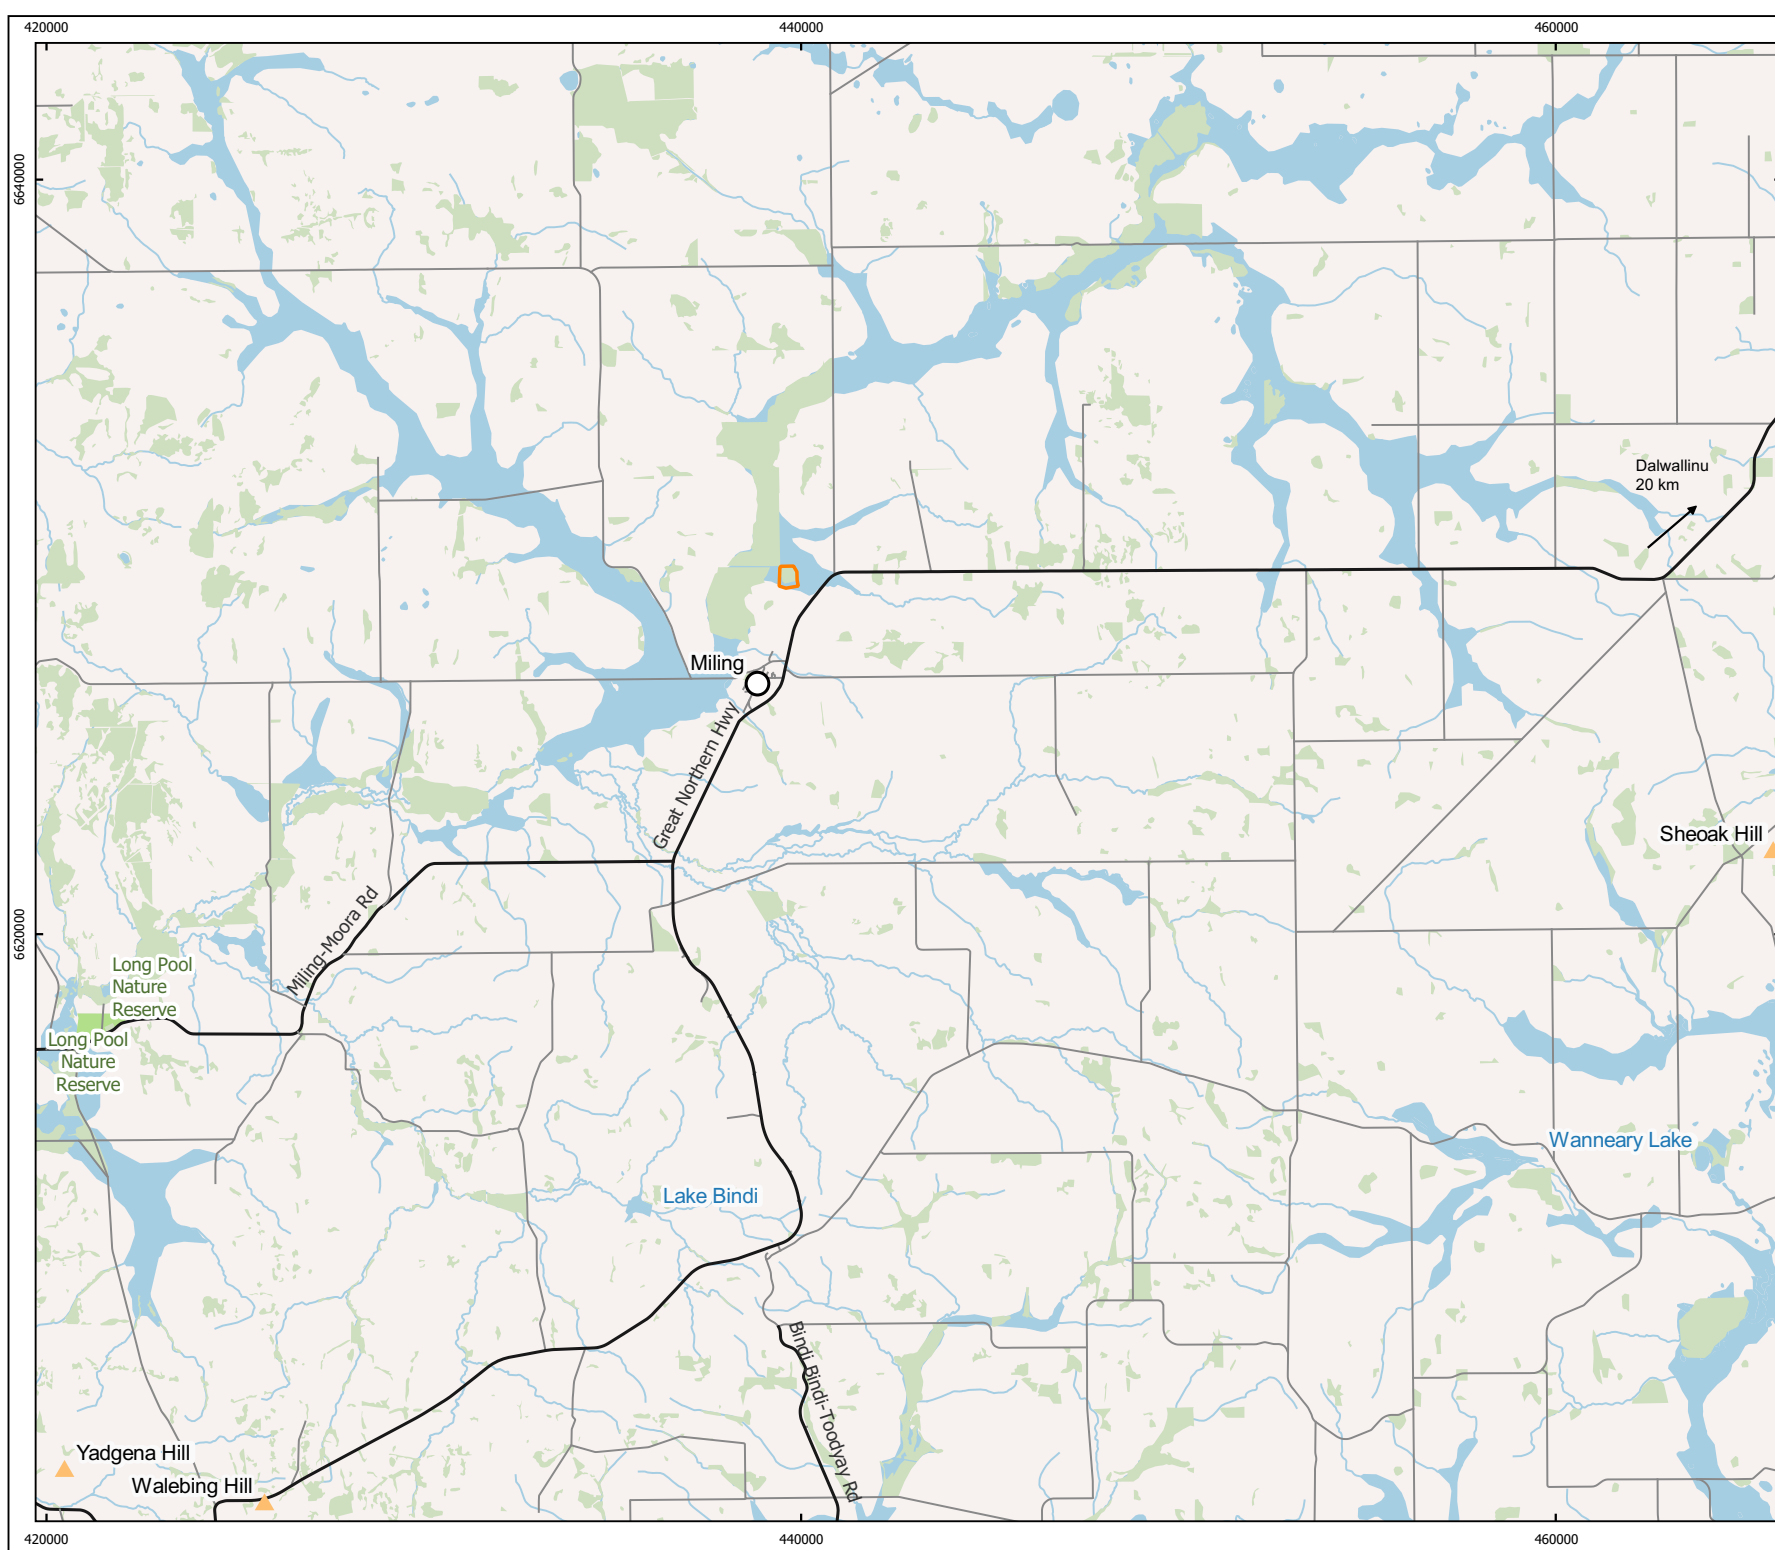 420000
440000
460000
6640000
Dalwallinu
20 km
Miling
Great Northern Hwy
Sheoak Hill
Miling-Moora Rd
6620000
Long Pool
Nature
Reserve
Long Pool
Nature
Reserve
Wanneary Lake
Lake Bindi
Bindi Bindi-Toodyay Rd
Yadgena Hill
Walebing Hill
420000
440000
460000